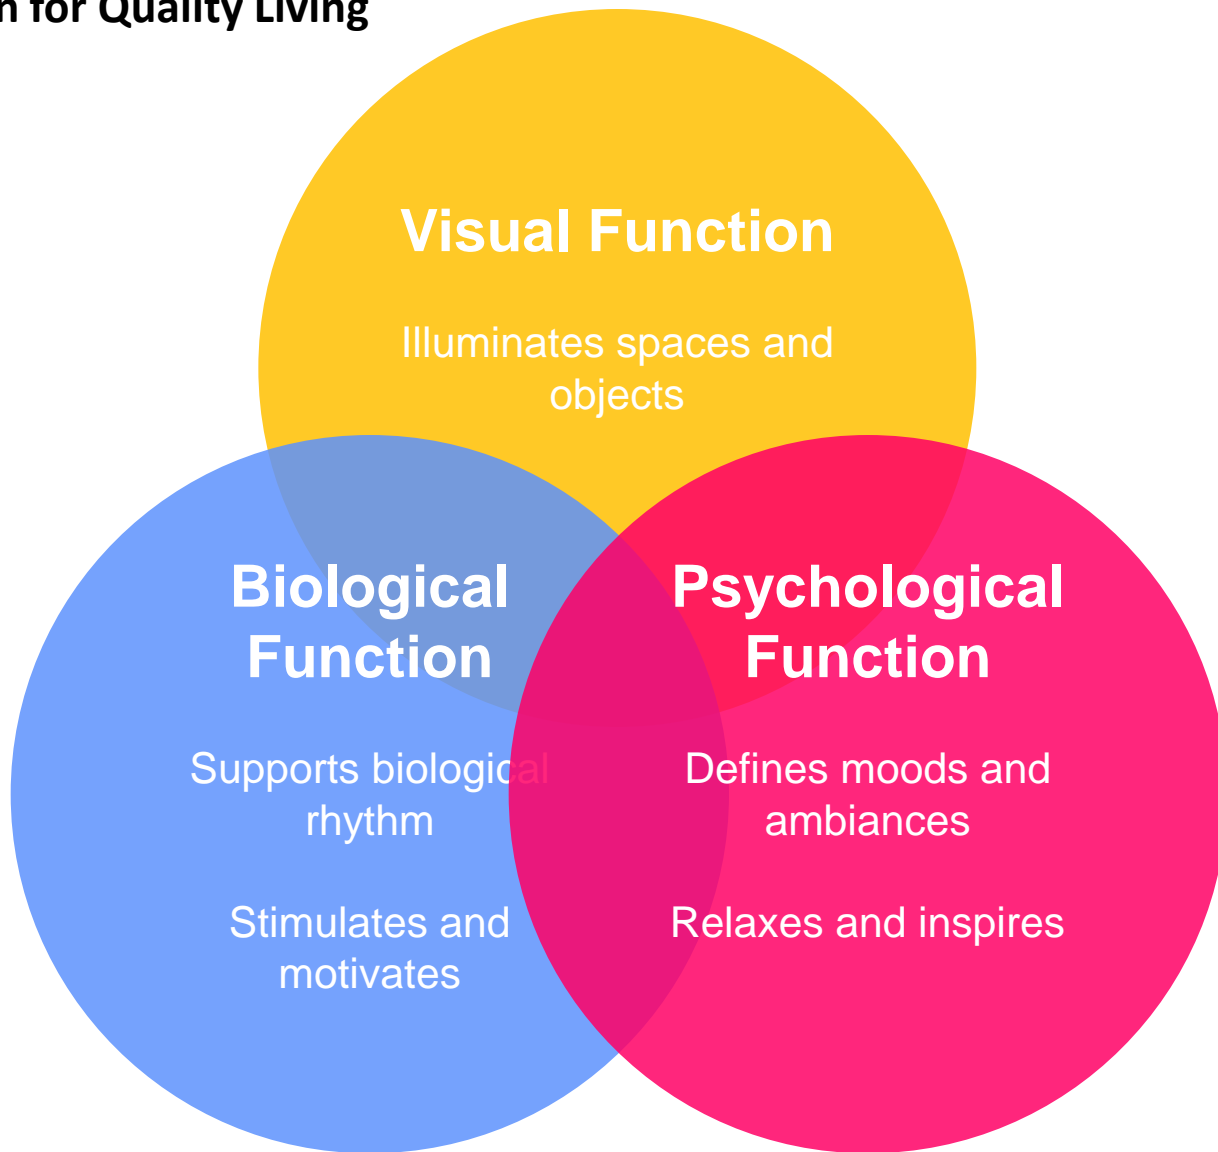 n for Quality Living
Visual Function
Illuminates spaces and
objects
Biological
Function
Supports biological
rhythm
Stimulates and
motivates
Psychological
Function
Defines moods and
ambiances
Relaxes and inspires